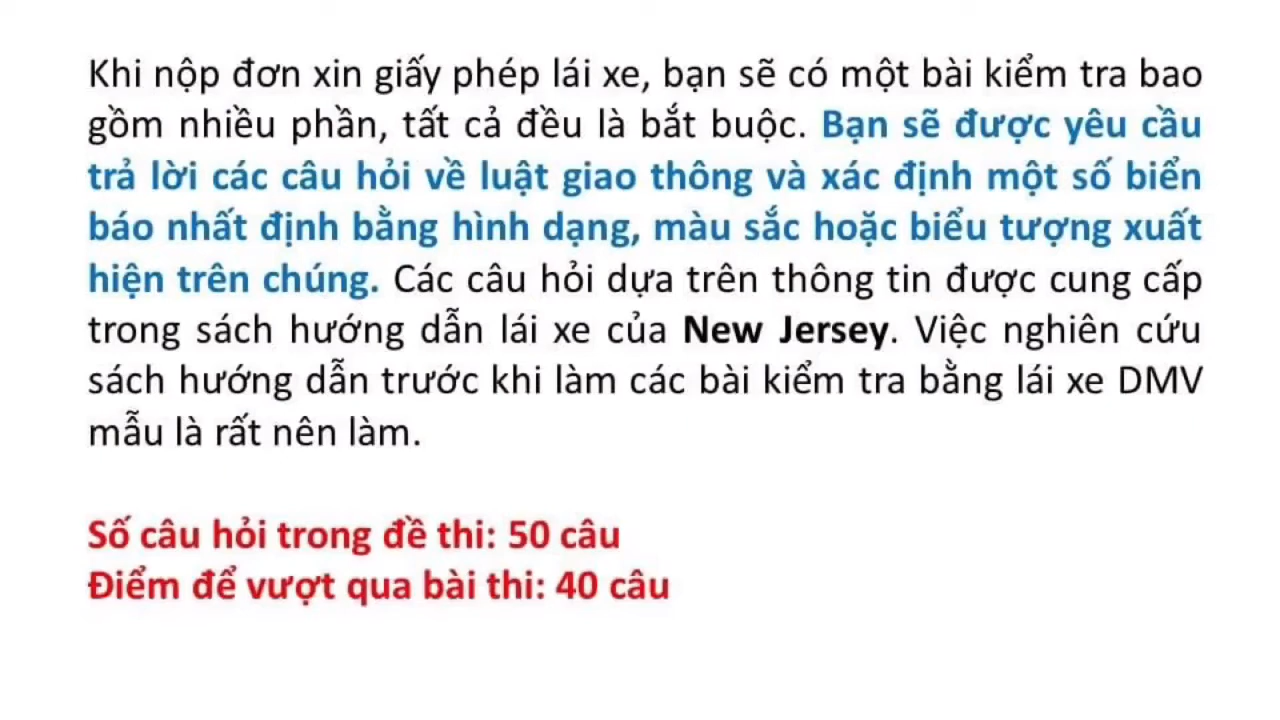 Khi nộp đơn xin giấy phép lái xe, bạn sẽ có một bài kiểm tra bao
gồm nhiều phần, tất cả đều là bắt buộc. Bạn sẽ được yêu cầu
trả lời các câu hỏi về luật giao thông và xác định một số biển
báo nhất định bằng hình dạng, màu sắc hoặc biểu tượng xuất
hiện trên chúng. Các câu hỏi dựa trên thông tin được cung cấp
trong sách hướng dẫn lái xe của New Jersey. Việc nghiên cứu
sách hướng dẫn trước khi làm các bài kiểm tra bằng lái xe DMV
mẫu là rất nên làm.
Số câu hỏi trong đề thi: 50 câu
Điểm để vượt qua bài thi: 40 câu